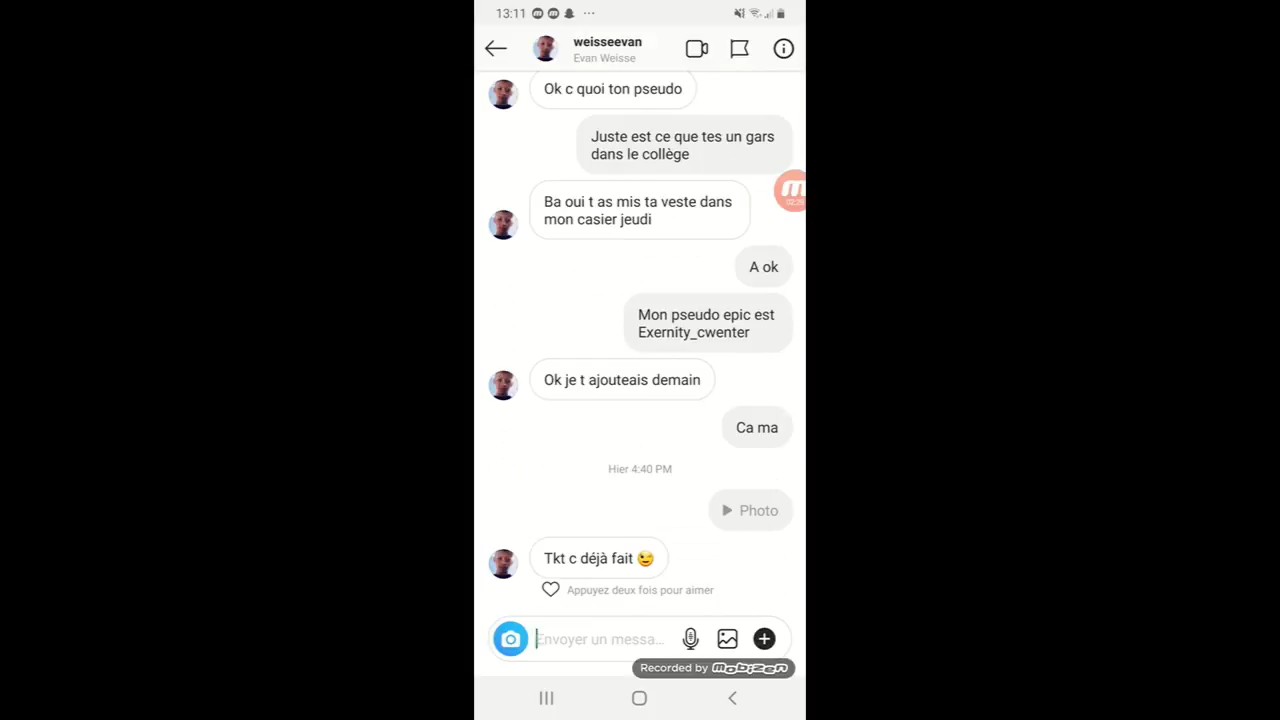 13:11
weisseevan
Evan Weisse
Ok c quoi ton pseudo
Juste est ce que tes un gars
dans le collège
Ba oui t as mis ta veste dans
mon casier jeudi
02:25
A ok
Mon pseudo epic est
Exernity_cwenter
Ok je t ajouteais demain
Ca ma
Hier 4:40 PM
Photo
Tkt c déjà fait 😉
Appuyez deux fois pour aimer
Envoyer un messa...
Recorded by mobizen